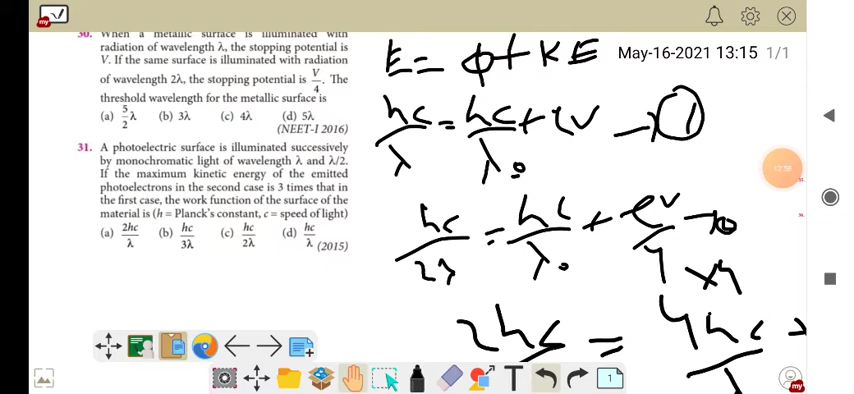 30. When a metallic surface is illuminated with
radiation of wavelength λ, the stopping potential is
V. If the same surface is illuminated with radiation
of wavelength 2λ, the stopping potential is V/4. The
threshold wavelength for the metallic surface is
(a) 5/2 λ (b) 3λ (c) 4λ (d) 5λ
(NEET-I 2016)
31. A photoelectric surface is illuminated successively
by monochromatic light of wavelength λ and λ/2.
If the maximum kinetic energy of the emitted
photoelectrons in the second case is 3 times that in
the first case, the work function of the surface of the
material is (h = Planck's constant, c = speed of light)
(a) 2hc/λ (b) hc/3λ (c) hc/2λ (d) hc/λ (2015)
E = ϕ + KE
May-16-2021 13:15 1/1
hc/λ = hc/λ₀ + eV → ①
hc/2λ = hc/λ₀ + eV/4 →
×4
2hc = 4hc/λ
T
1
my
my